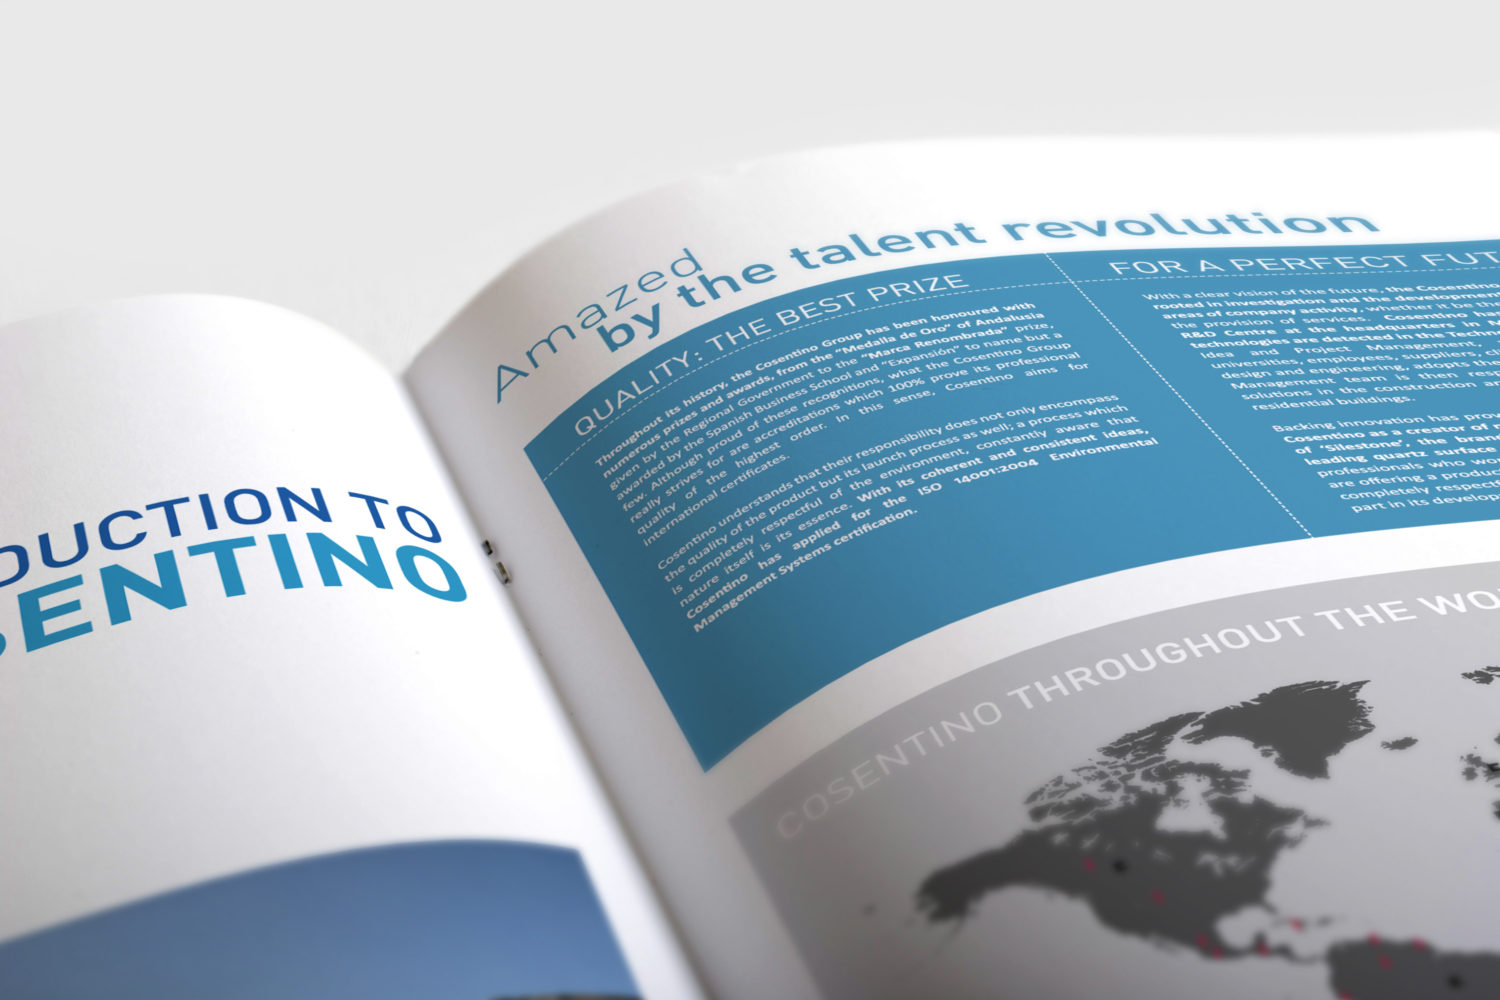 DUCTION TO
SENTINO
Amazed
by the talent revolution
QUALITY: THE BEST PRIZE
Throughout its history, the Cosentino Group has been honoured with
numerous prizes and awards, from the “Medalla de Oro” of Andalusia
given by the Regional Government to the “Marca Renombrada” prize,
awarded by the Spanish Business School and “Expansión” to name but a
few. Although proud of these recognitions, what the Cosentino Group
really strives for are accreditations which 100% prove its professional
quality of the highest order. In this sense, Cosentino aims for
international certificates.
Cosentino understands that their responsibility does not only encompass
the quality of the product but its launch process as well; a process which
is completely respectful of the environment, constantly aware that
nature itself is its essence. With its coherent and consistent ideas,
Cosentino has applied for the ISO 14001:2004 Environmental
Management Systems certification.
FOR A PERFECT FUT
With a clear vision of the future, the Cosentino
rooted in investigation and the developmen
areas of company activity, whether it be in the
the provision of services. Cosentino ha
R&D Centre at the headquarters in M
technologies are detected in the "Techn
Idea and Project Management.
universities, employees, suppliers, cli
design and engineering, adopts the
Management team is then respon
solutions in the construction an
residential buildings.
Backing innovation has prov
Cosentino as a creator of s
of 'Silestone', the brand
leading quartz surface
professionals who wo
are offering a produ
completely respectf
part in its develop
COSENTINO THROUGHOUT THE WO